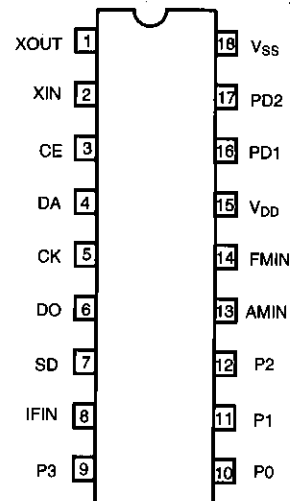 XOUT 1 18 VSS
XIN 2 17 PD2
CE 3 16 PD1
DA 4 15 VDD
CK 5 14 FMIN
DO 6 13 AMIN
SD 7 12 P2
IFIN 8 11 P1
P3 9 10 P0